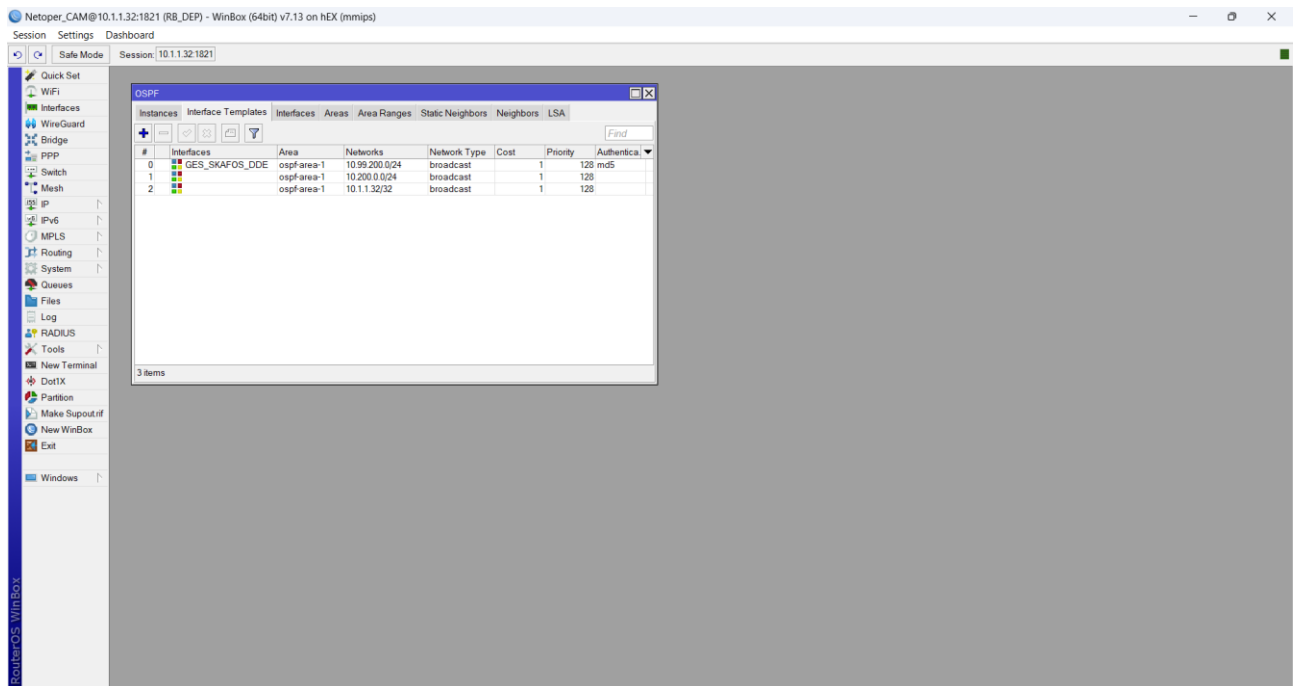 Netoper_CAM@10.1.1.32:1821 (RB_DEP) - WinBox (64bit) v7.13 on hEX (mmips)
Session Settings Dashboard
Safe Mode Session: 10.1.1.32:1821
Quick Set
WiFi
Interfaces
WireGuard
Bridge
PPP
Switch
Mesh
IP
IPv6
MPLS
Routing
System
Queues
Files
Log
RADIUS
Tools
New Terminal
Dot1X
Partition
Make Supout.rif
New WinBox
Exit
Windows
RouterOS WinBox
OSPF
Instances Interface Templates Interfaces Areas Area Ranges Static Neighbors Neighbors LSA
Find
# Interfaces Area Networks Network Type Cost Priority Authentica.
0 GES_SKAFOS_DDE ospf-area-1 10.99.200.0/24 broadcast 1 128 md5
1 ospf-area-1 10.200.0.0/24 broadcast 1 128
2 ospf-area-1 10.1.1.32/32 broadcast 1 128
3 items